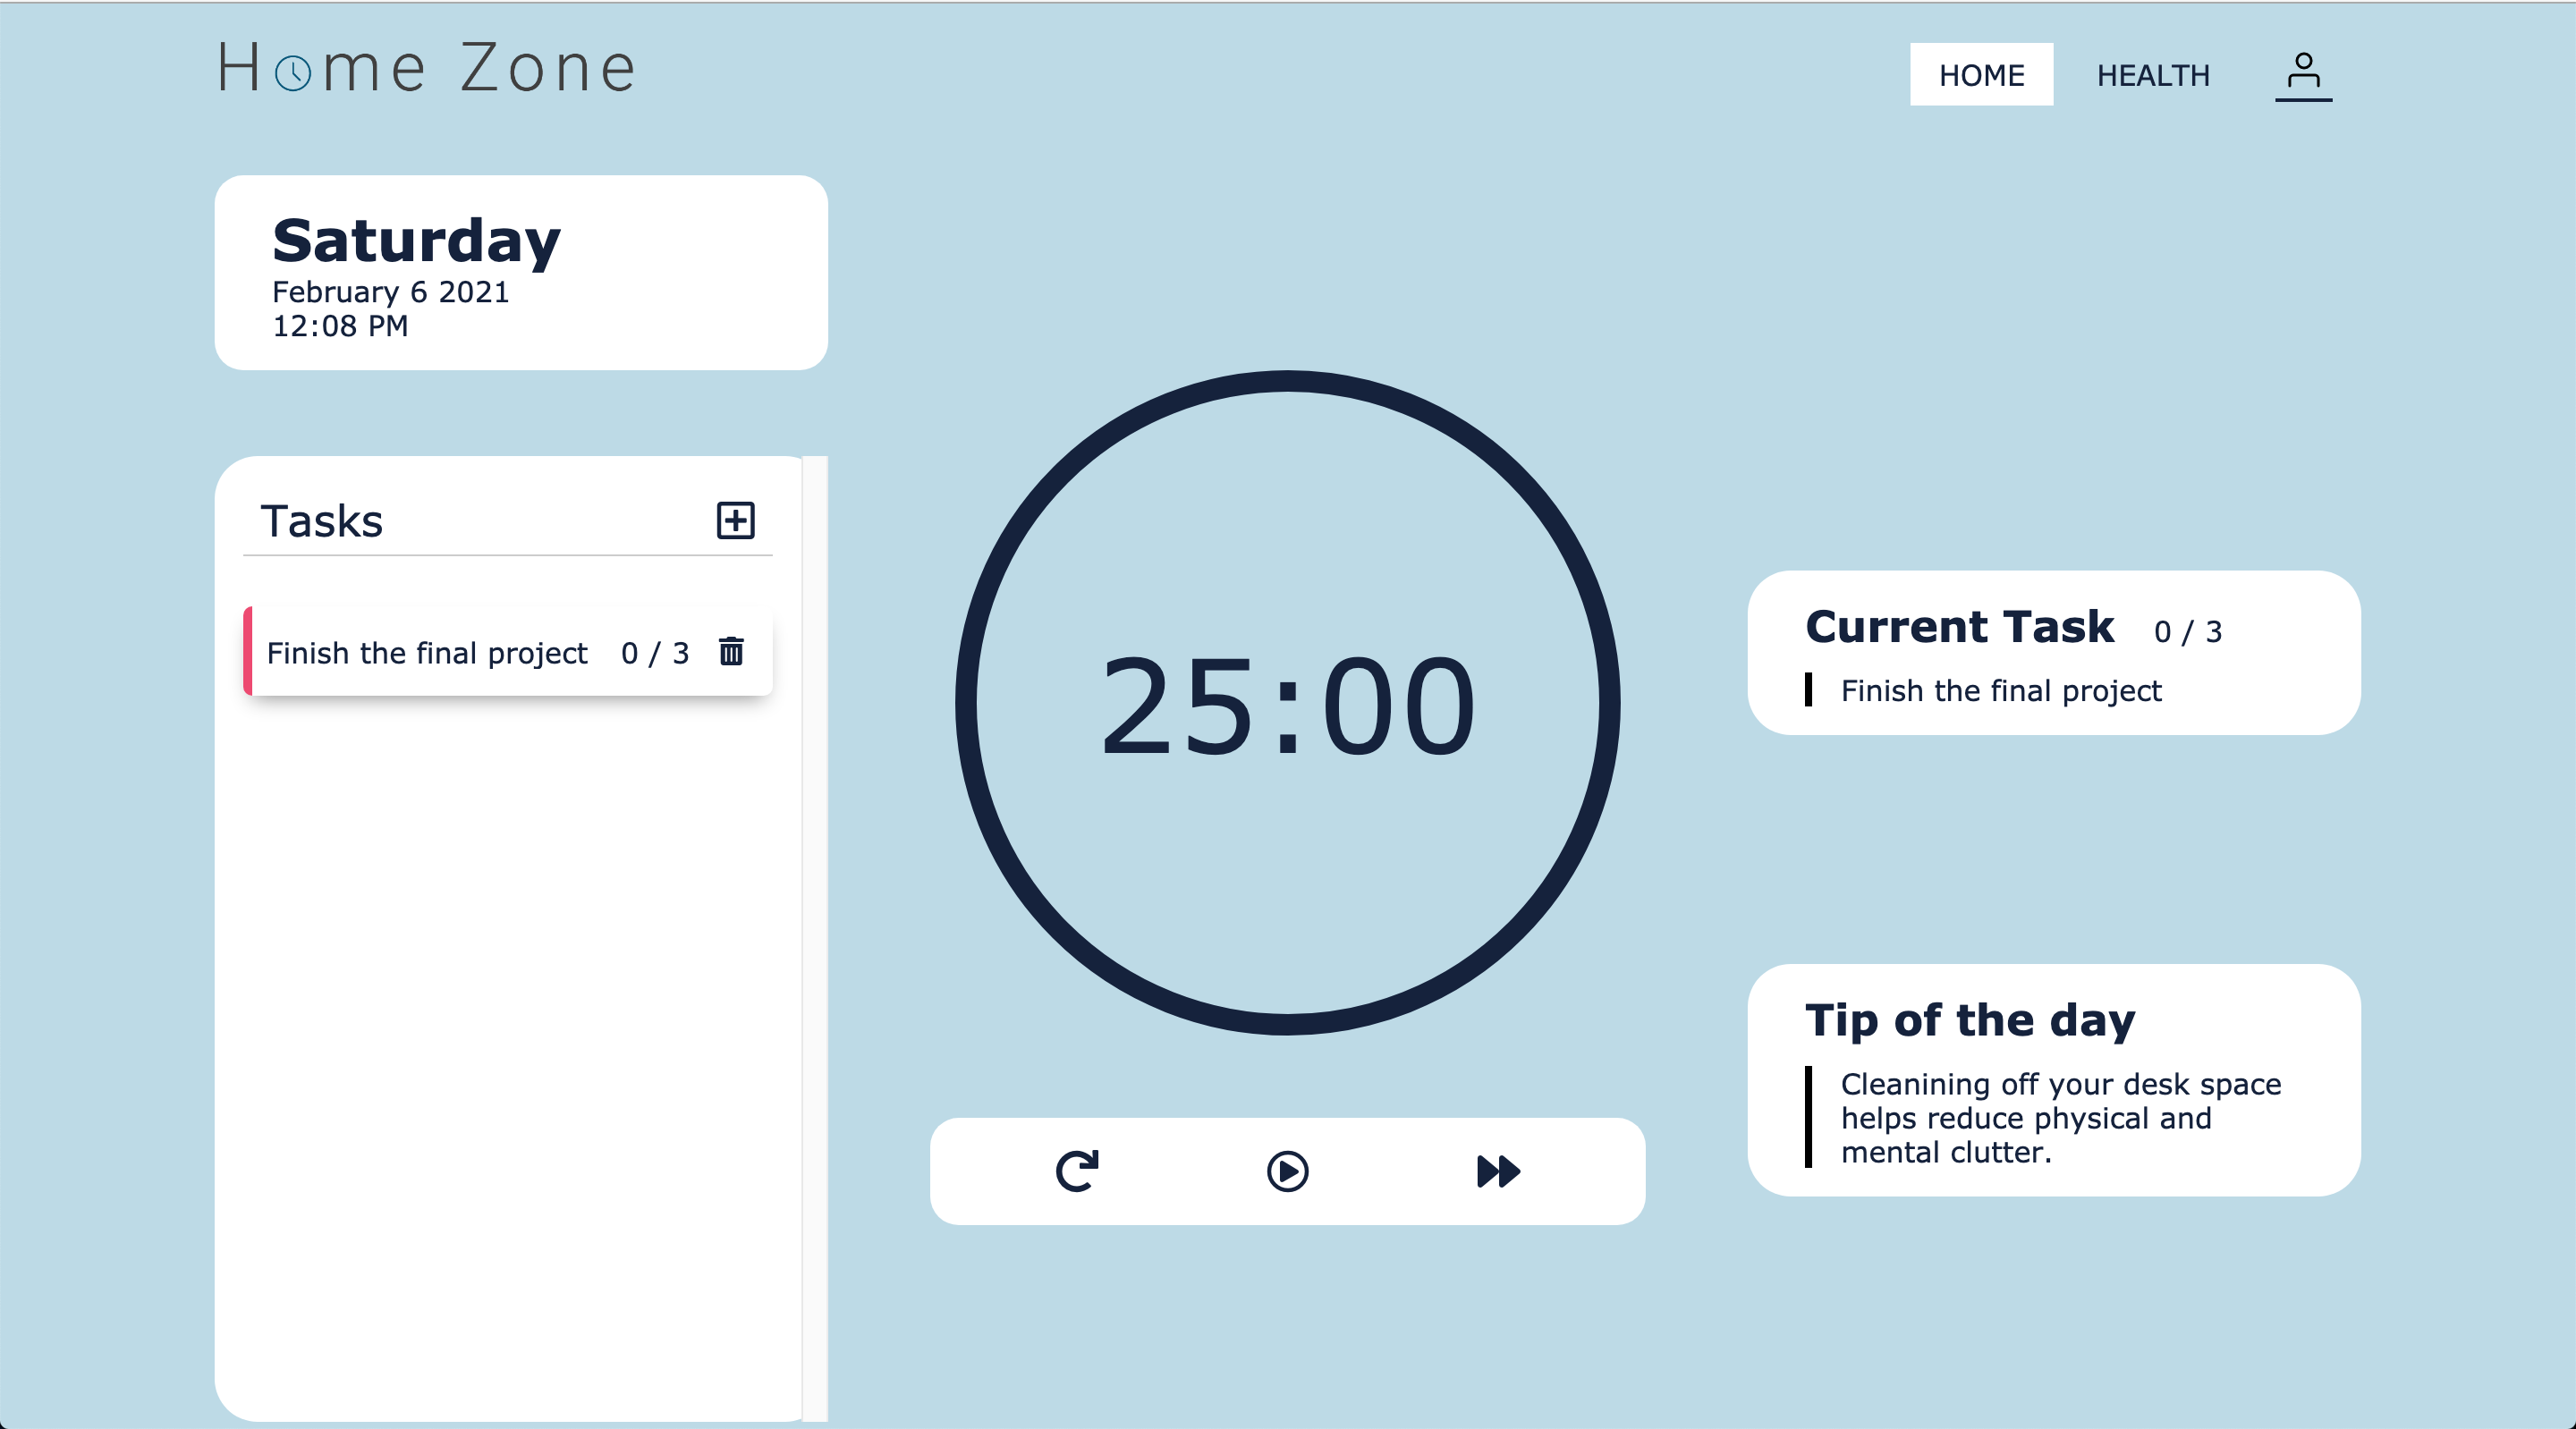 Home Zone
HOME
HEALTH
Saturday
February 6 2021
12:08 PM
Tasks
Finish the final project 0 / 3
25:00
Current Task 0 / 3
Finish the final project
Tip of the day
Cleanining off your desk space
helps reduce physical and
mental clutter.